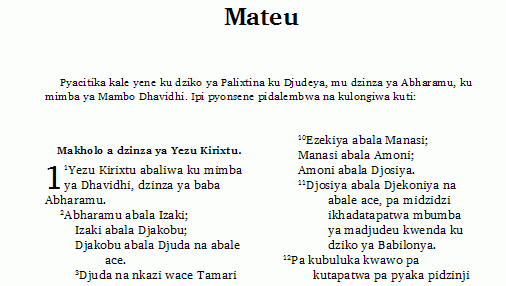 Mateu
Pyacitika kale yene ku dziko ya Palixtina ku Djudeya, mu dzinza ya Abharamu, ku
mimba ya Mambo Dhavidhi. Ipi pyonsene pidalembwa na kulongiwa kuti:
Makholo a dzinza ya Yezu Kirixtu.
1 1Yezu Kirixtu abaliwa ku mimba
ya Dhavidhi, dzinza ya baba
Abharamu.
2Abharamu abala Izaki;
Izaki abala Djakobu;
Djakobu abala Djuda na abale
ace.
3Djuda na nkazi wace Tamari
10Ezekiya abala Manasi;
Manasi abala Amoni;
Amoni abala Djosiya.
11Djosiya abala Djekoniya na
abale ace, pa midzidzi
ikhadatapatwa mbumba
ya madjudeu kwenda ku
dziko ya Babilonya.
12Pa kubuluka kwawo pa
kutapatwa pa pyaka pidzinji